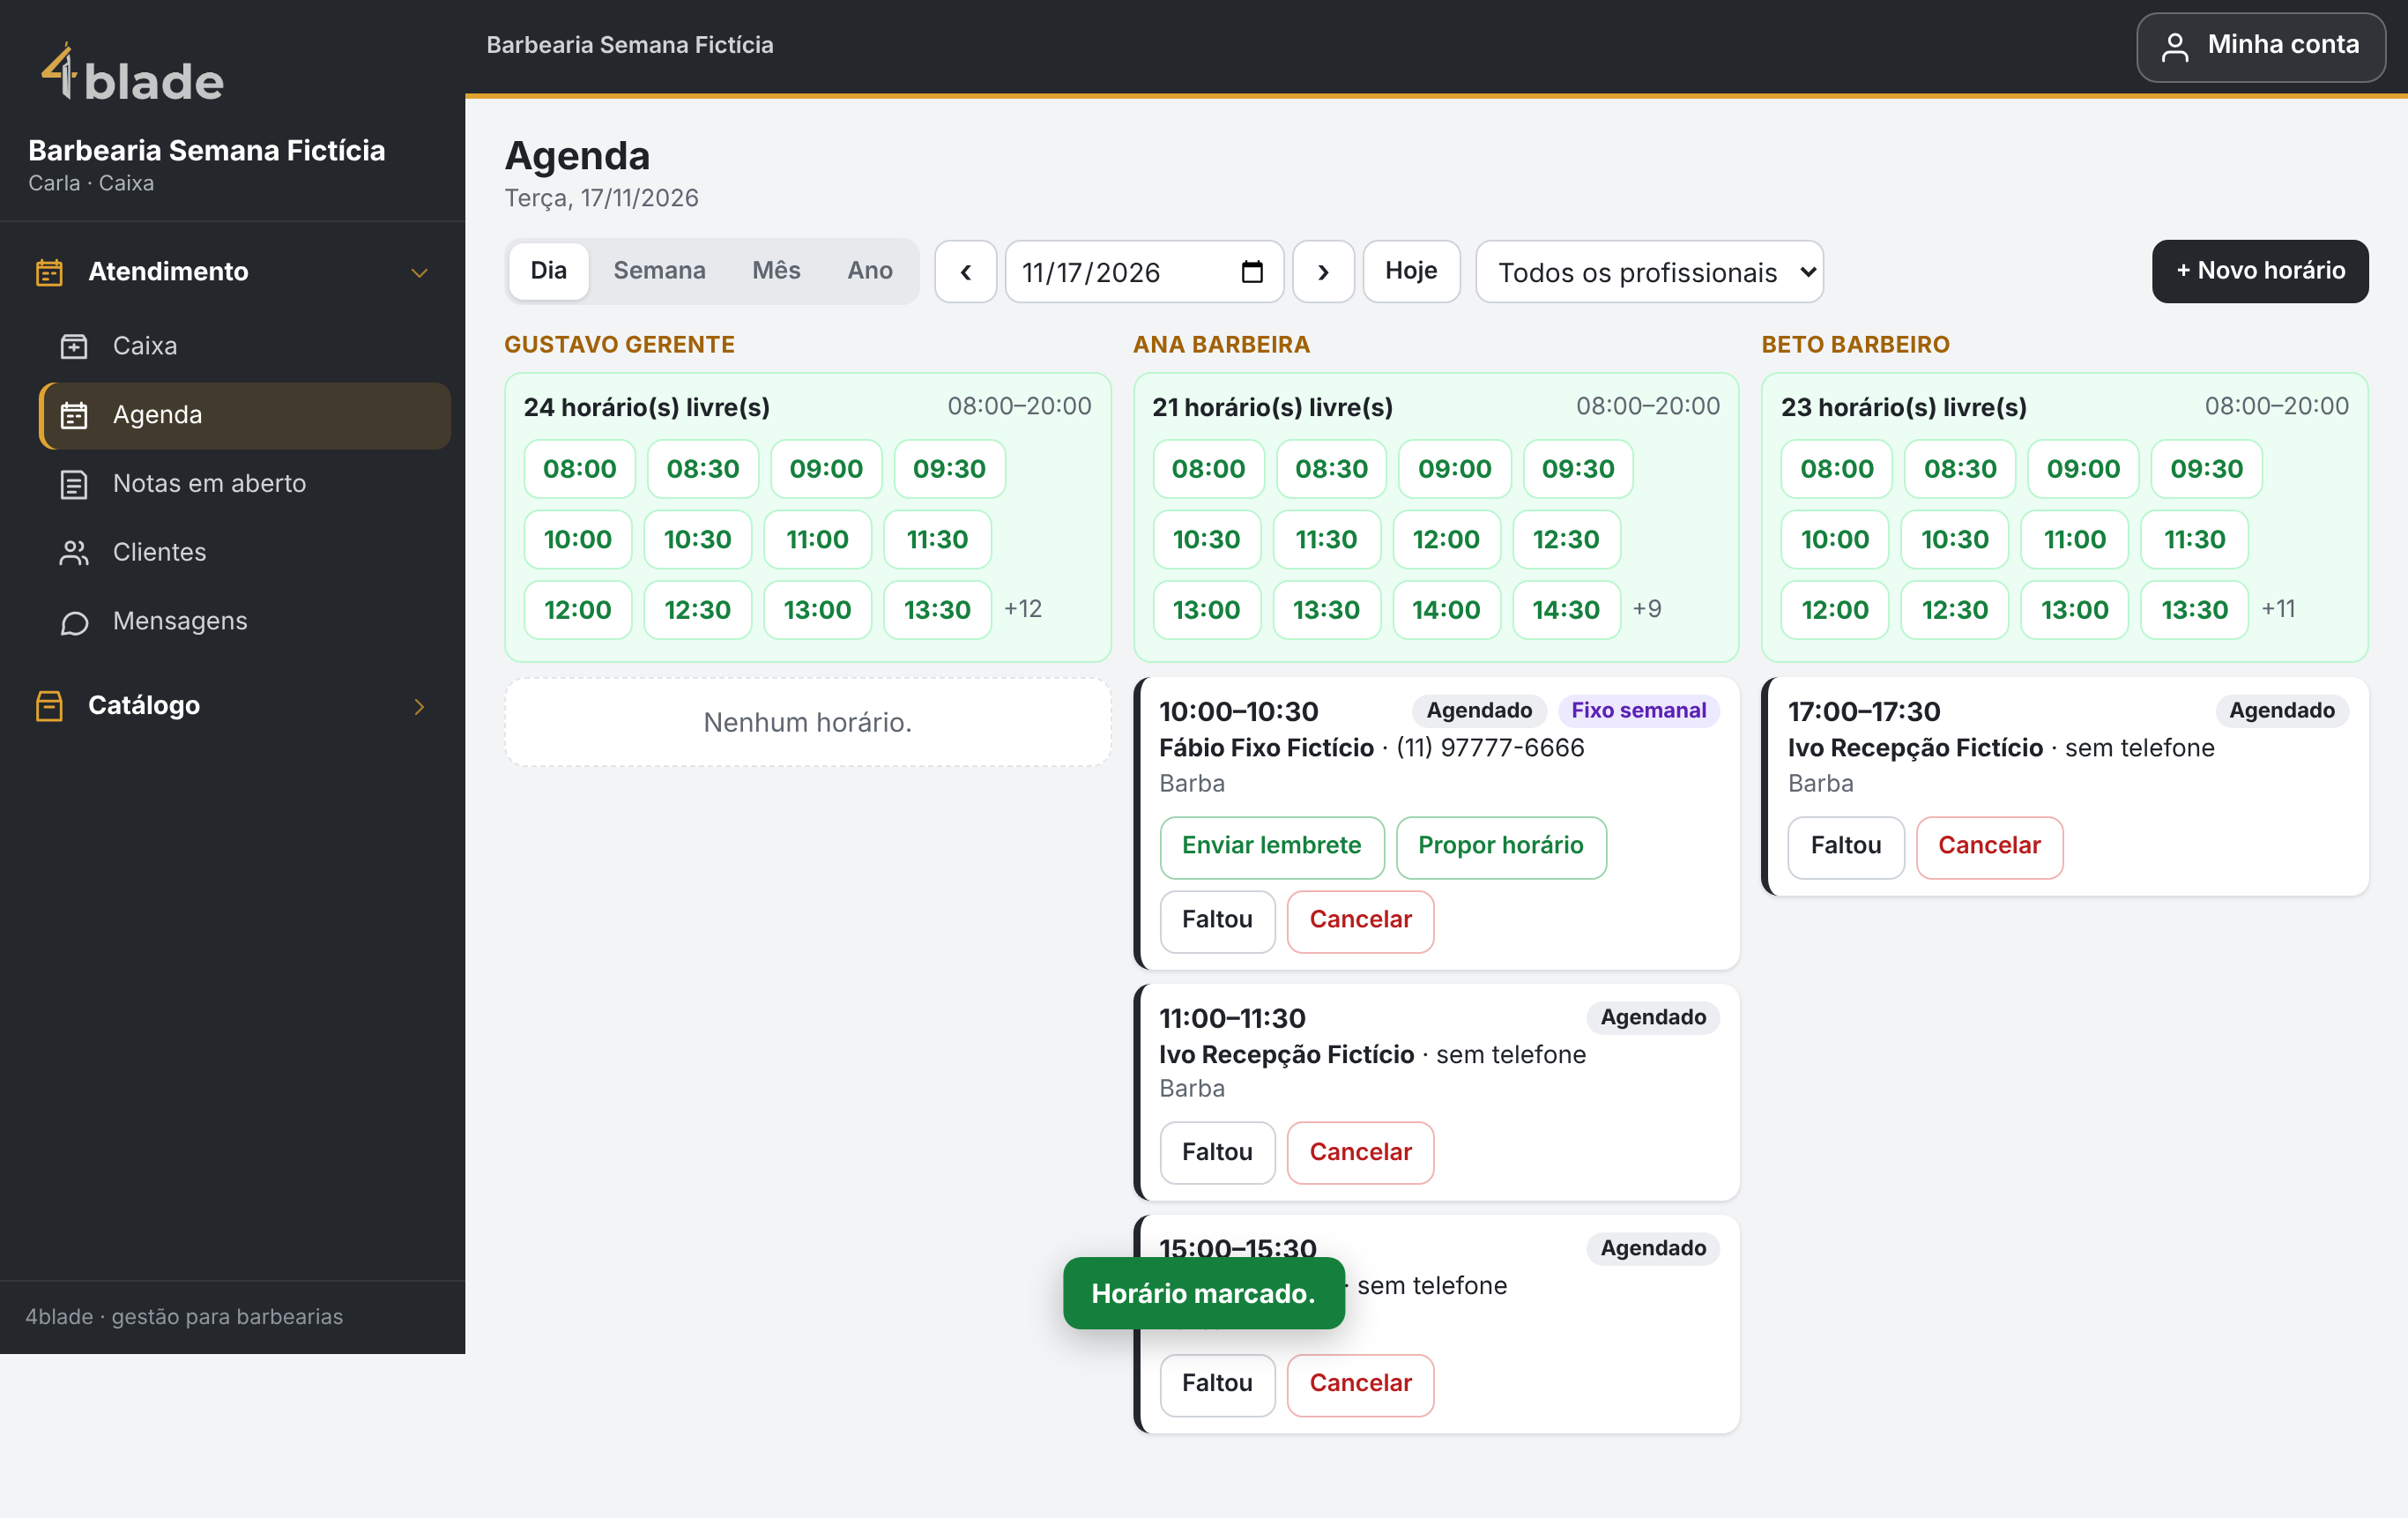 4blade
Barbearia Semana Fictícia
Carla · Caixa
Atendimento
Caixa
Agenda
Notas em aberto
Clientes
Mensagens
Catálogo
4blade · gestão para barbearias
Barbearia Semana Fictícia
Minha conta
Agenda
Terça, 17/11/2026
Dia Semana Mês Ano ‹ 11/17/2026 › Hoje Todos os profissionais + Novo horário
GUSTAVO GERENTE
24 horário(s) livre(s) 08:00–20:00
08:00 08:30 09:00 09:30
10:00 10:30 11:00 11:30
12:00 12:30 13:00 13:30 +12
Nenhum horário.
ANA BARBEIRA
21 horário(s) livre(s) 08:00–20:00
08:00 08:30 09:00 09:30
10:30 11:30 12:00 12:30
13:00 13:30 14:00 14:30 +9
10:00–10:30 Agendado Fixo semanal
Fábio Fixo Fictício · (11) 97777-6666
Barba
Enviar lembrete Propor horário
Faltou Cancelar
11:00–11:30 Agendado
Ivo Recepção Fictício · sem telefone
Barba
Faltou Cancelar
15:00–15:30 Agendado
· sem telefone
Faltou Cancelar
Horário marcado.
BETO BARBEIRO
23 horário(s) livre(s) 08:00–20:00
08:00 08:30 09:00 09:30
10:00 10:30 11:00 11:30
12:00 12:30 13:00 13:30 +11
17:00–17:30 Agendado
Ivo Recepção Fictício · sem telefone
Barba
Faltou Cancelar